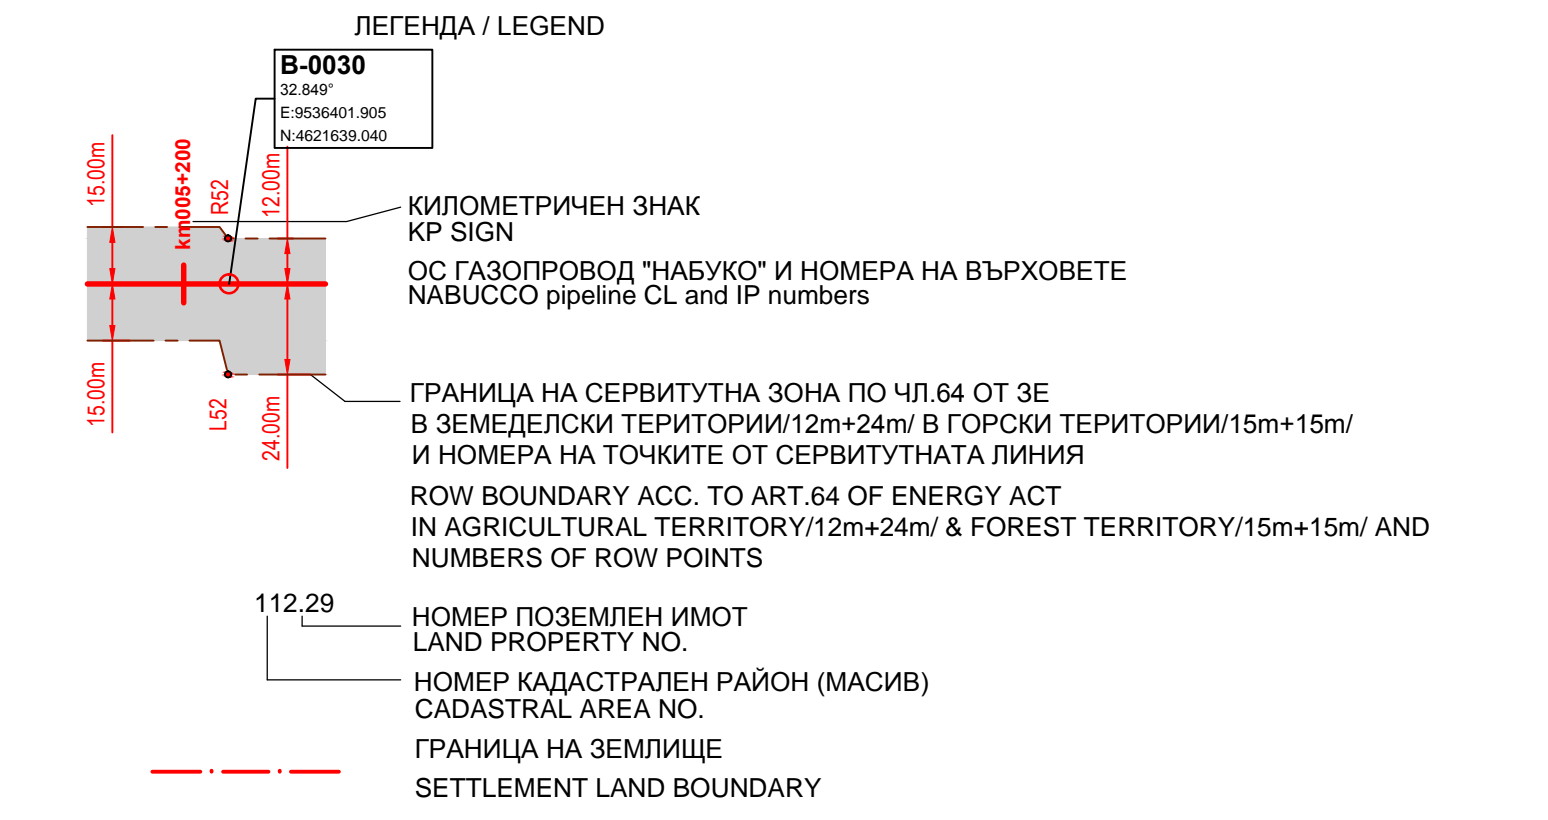 ЛЕГЕНДА / LEGEND
B-0030
32.849°
E:9536401.905
N:4621639.040
15.00m
km005+200
R52
12.00m
15.00m
L52
24.00m
КИЛОМЕТРИЧЕН ЗНАК
KP SIGN
ОС ГАЗОПРОВОД "НАБУКО" И НОМЕРА НА ВЪРХОВЕТЕ
NABUCCO pipeline CL and IP numbers
ГРАНИЦА НА СЕРВИТУТНА ЗОНА ПО ЧЛ.64 ОТ ЗЕ
В ЗЕМЕДЕЛСКИ ТЕРИТОРИИ/12m+24m/ В ГОРСКИ ТЕРИТОРИИ/15m+15m/
И НОМЕРА НА ТОЧКИТЕ ОТ СЕРВИТУТНАТА ЛИНИЯ
ROW BOUNDARY ACC. TO ART.64 OF ENERGY ACT
IN AGRICULTURAL TERRITORY/12m+24m/ & FOREST TERRITORY/15m+15m/ AND
NUMBERS OF ROW POINTS
112.29
НОМЕР ПОЗЕМЛЕН ИМОТ
LAND PROPERTY NO.
НОМЕР КАДАСТРАЛЕН РАЙОН (МАСИВ)
CADASTRAL AREA NO.
ГРАНИЦА НА ЗЕМЛИЩЕ
SETTLEMENT LAND BOUNDARY